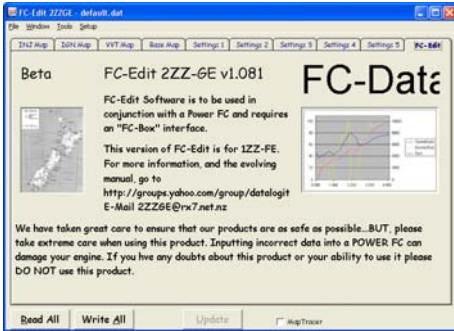 FC-Edit 2ZZGE - default.dat
File Window Tools Setup
INJ Map IGN Map VVT Map Base Map Settings 1 Settings 2 Settings 3 Settings 4 Settings 5 FC-Edit
Beta
FC-Edit 2ZZ-GE v1.081
FC-Data
FC-Edit Software is to be used
in conjunction with a Power FC and requires
an "FC-Box" interface.
This version of FC-Edit is for 1ZZ-FE.
For more information, and the evolving
manual, go to
http://groups.yahoo.com/group/datalogit
E-Mail 2ZZGE@rx7.net.nz
We have taken great care to ensure that our products are as safe as possible...BUT, please
take extreme care when using this product. Inputting incorrect data into a POWER FC can
damage your engine. If you hve any doubts about this product or your ability to use it please
DO NOT use this product.
Read All Write All Update MapTracer